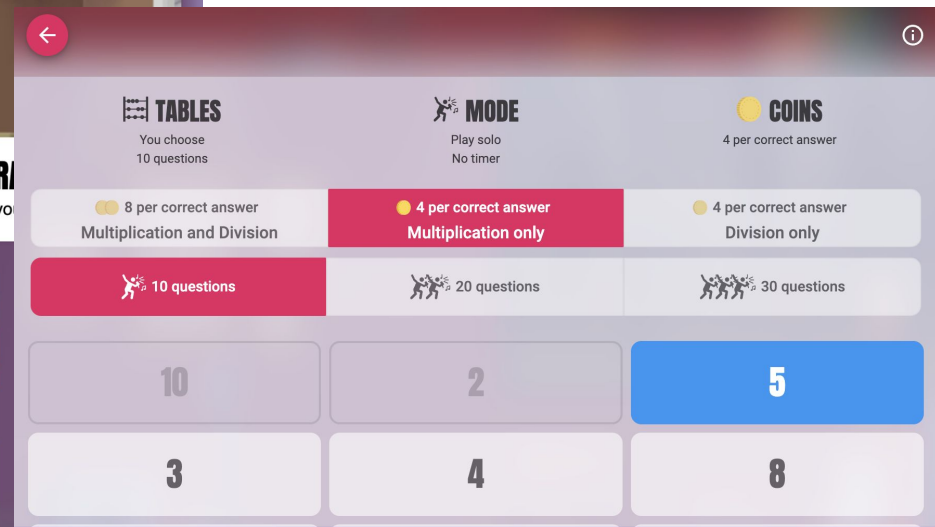 TABLES
You choose
10 questions
MODE
Play solo
No timer
COINS
4 per correct answer
8 per correct answer
Multiplication and Division
4 per correct answer
Multiplication only
4 per correct answer
Division only
10 questions
20 questions
30 questions
10
2
5
3
4
8